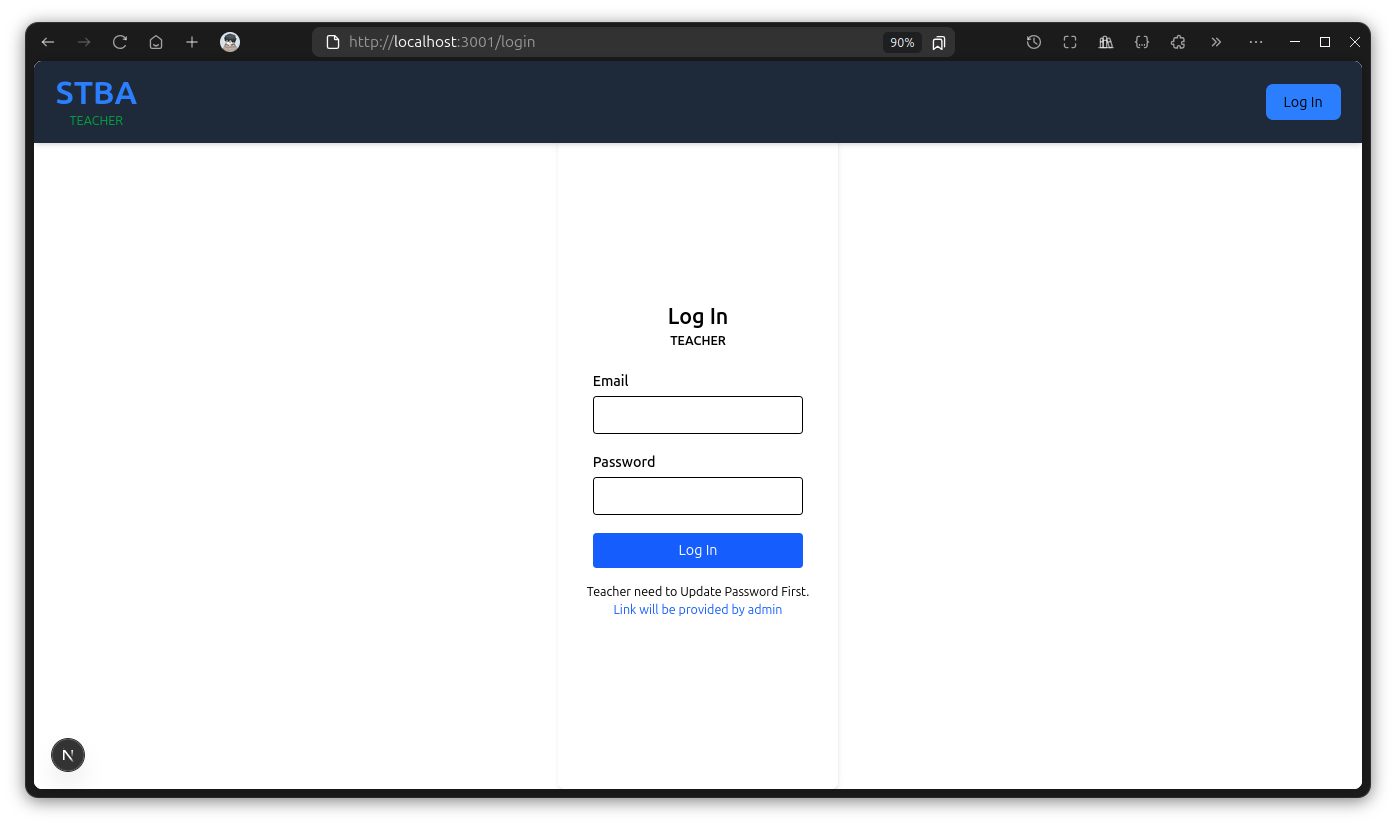 http://localhost:3001/login
90%
STBA
TEACHER
Log In
Log In
TEACHER
Email
Password
Log In
Teacher need to Update Password First.
Link will be provided by admin
N